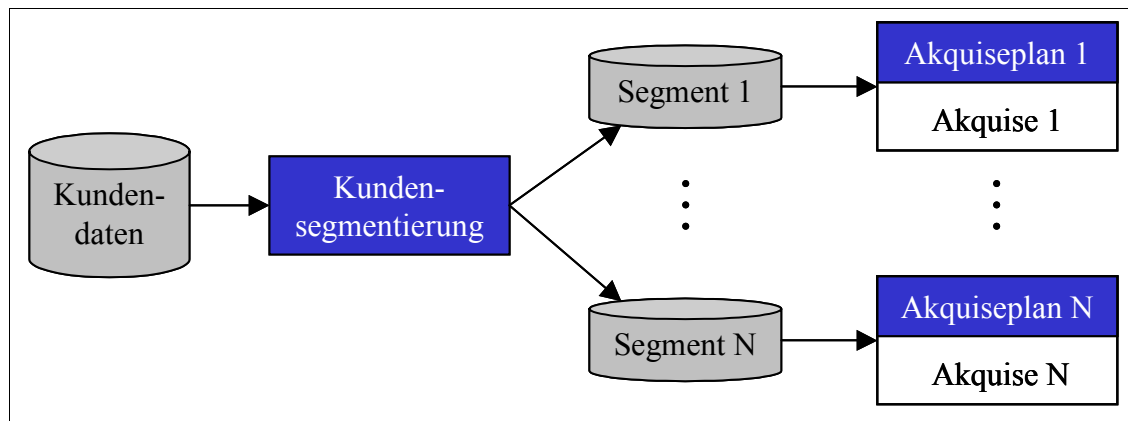 Kunden-
daten
Kunden-
segmentierung
Segment 1
Akquiseplan 1
Akquise 1
Segment N
Akquiseplan N
Akquise N